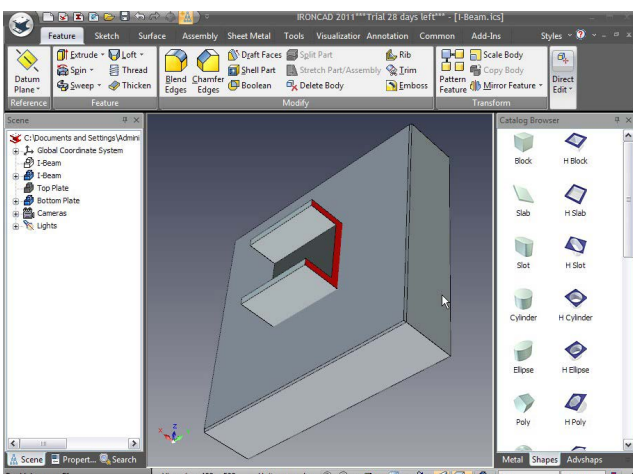 IRONCAD 2011***Trial 28 days left*** - [I-Beam.ics]
Feature Sketch Surface Assembly Sheet Metal Tools Visualization Annotation Common Add-Ins Styles
Extrude Loft Draft Faces Split Part Rib Scale Body
Spin Thread Shell Part Stretch Part/Assembly Trim Copy Body
Sweep Thicken Boolean Delete Body Emboss Mirror Feature
Datum Plane
Blend Edges
Chamfer Edges
Pattern Feature
Direct Edit
Reference Feature Modify Transform
Scene
C:\Documents and Settings\Admini
Global Coordinate System
I-Beam
I-Beam
Top Plate
Bottom Plate
Cameras
Lights
Scene Propert... Search
x z
Catalog Browser
Block H Block
Slab H Slab
Slot H Slot
Cylinder H Cylinder
Ellipse H Ellipse
Poly H Poly
Metal Shapes Advshaps